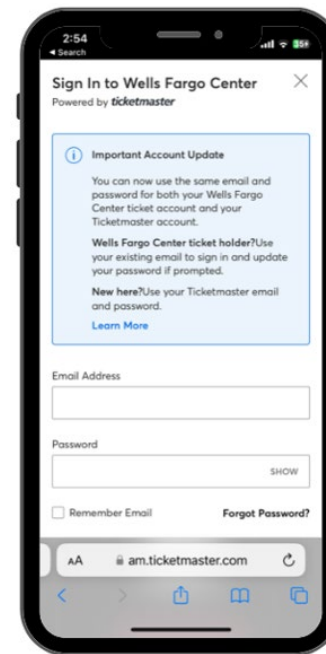 2:54
◀ Search
35+
Sign In to Wells Fargo Center
Powered by ticketmaster
Important Account Update
You can now use the same email and
password for both your Wells Fargo
Center ticket account and your
Ticketmaster account.
Wells Fargo Center ticket holder?Use
your existing email to sign in and update
your password if prompted.
New here?Use your Ticketmaster email
and password.
Learn More
Email Address
Password
SHOW
Remember Email Forgot Password?
AA am.ticketmaster.com